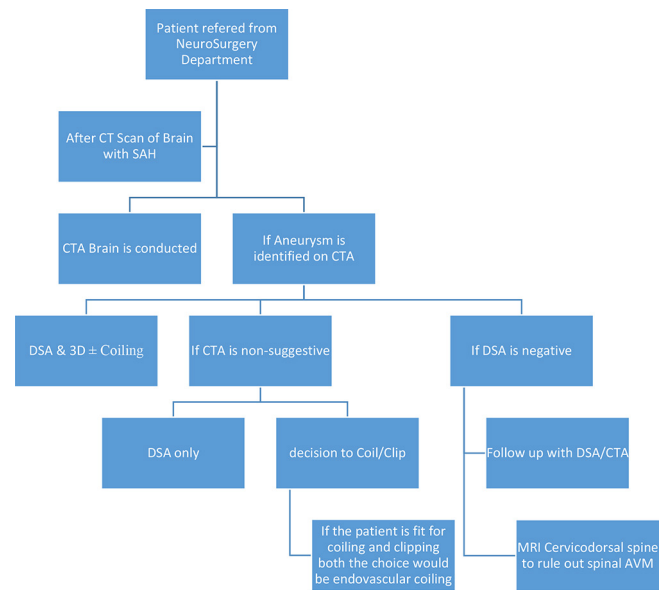 Patient refered from
NeuroSurgery
Department
After CT Scan of Brain
with SAH
CTA Brain is conducted
If Aneurysm is
identified on CTA
DSA & 3D ± Coiling
If CTA is non-suggestive
If DSA is negative
DSA only
decision to Coil/Clip
Follow up with DSA/CTA
If the patient is fit for
coiling and clipping
both the choice would
be endovascular coiling
MRI Cervicodorsal spine
to rule out spinal AVM